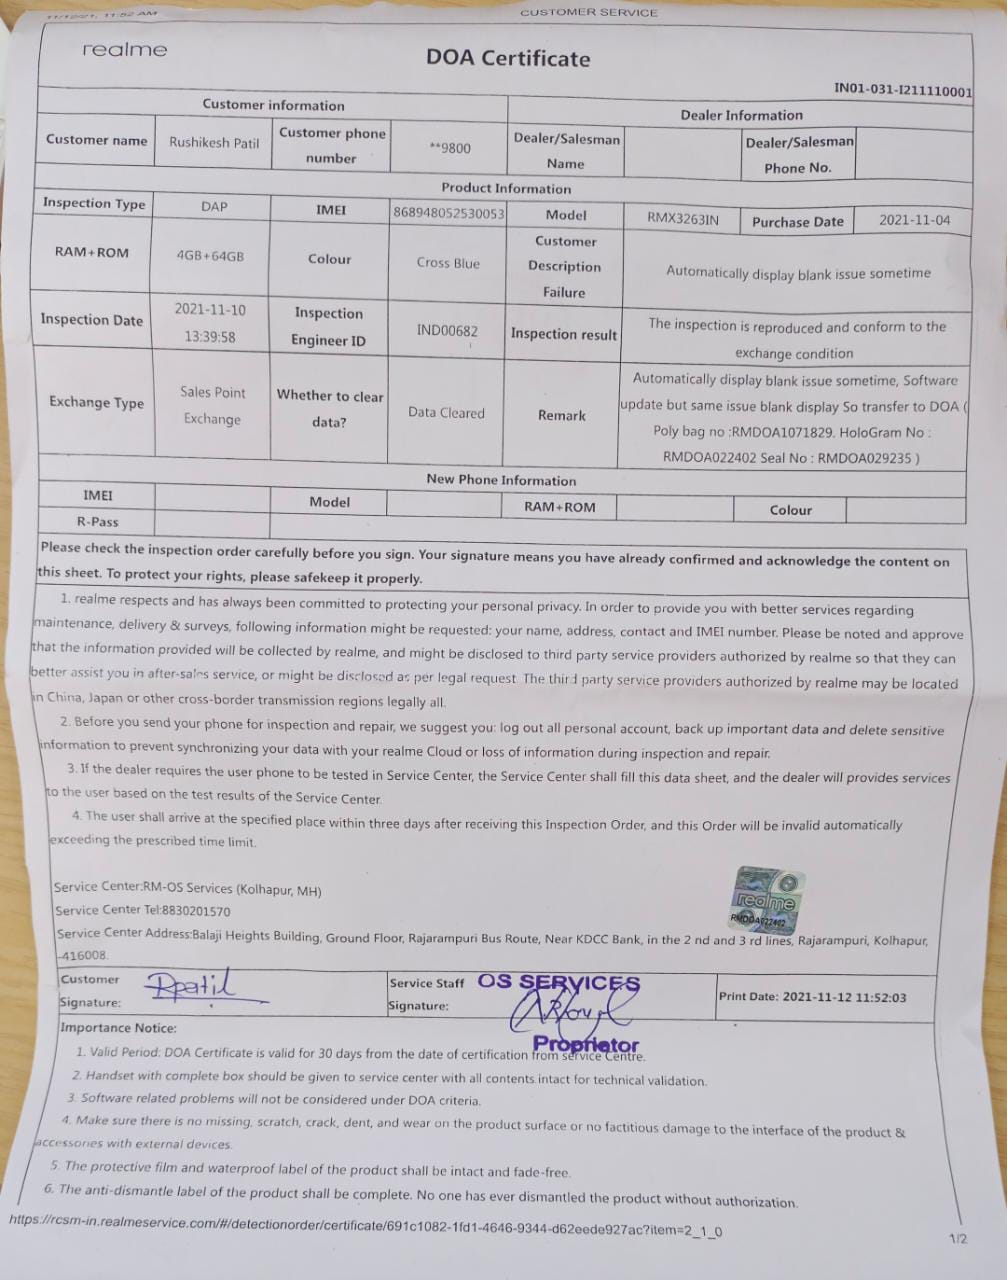 11/12/21, 11:52 AM
CUSTOMER SERVICE
realme
DOA Certificate
IN01-031-I211110001
Customer information
Dealer Information
Customer name
Rushikesh Patil
Customer phone
number
**9800
Dealer/Salesman
Name
Dealer/Salesman
Phone No.
Product Information
Inspection Type
DAP
IMEI
868948052530053
Model
RMX3263IN
Purchase Date
2021-11-04
RAM+ROM
4GB+64GB
Colour
Cross Blue
Customer
Description
Failure
Automatically display blank issue sometime
Inspection Date
2021-11-10
13:39:58
Inspection
Engineer ID
IND00682
Inspection result
The inspection is reproduced and conform to the
exchange condition
Exchange Type
Sales Point
Exchange
Whether to clear
data?
Data Cleared
Remark
Automatically display blank issue sometime, Software
update but same issue blank display So transfer to DOA (
Poly bag no :RMDOA1071829. HoloGram No :
RMDOA022402 Seal No : RMDOA029235 )
New Phone Information
IMEI
Model
RAM+ROM
Colour
R-Pass
Please check the inspection order carefully before you sign. Your signature means you have already confirmed and acknowledge the content on
this sheet. To protect your rights, please safekeep it properly.
1. realme respects and has always been committed to protecting your personal privacy. In order to provide you with better services regarding
maintenance, delivery & surveys, following information might be requested: your name, address, contact and IMEI number. Please be noted and approve
that the information provided will be collected by realme, and might be disclosed to third party service providers authorized by realme so that they can
better assist you in after-sales service, or might be disclosed as per legal request. The third party service providers authorized by realme may be located
in China, Japan or other cross-border transmission regions legally all.
2. Before you send your phone for inspection and repair, we suggest you: log out all personal account, back up important data and delete sensitive
information to prevent synchronizing your data with your realme Cloud or loss of information during inspection and repair.
3. If the dealer requires the user phone to be tested in Service Center, the Service Center shall fill this data sheet, and the dealer will provides services
to the user based on the test results of the Service Center.
4. The user shall arrive at the specified place within three days after receiving this Inspection Order, and this Order will be invalid automatically
exceeding the prescribed time limit.
Service Center:RM-OS Services (Kolhapur, MH)
Service Center Tel:8830201570
realme
RMDOA022402
Service Center Address:Balaji Heights Building, Ground Floor, Rajarampuri Bus Route, Near KDCC Bank, in the 2 nd and 3 rd lines, Rajarampuri, Kolhapur,
-416008.
Customer
Signature:
Rpatil
Service Staff
Signature:
OS SERVICES
Proprietor
Print Date: 2021-11-12 11:52:03
Importance Notice:
1. Valid Period: DOA Certificate is valid for 30 days from the date of certification from service Centre.
2. Handset with complete box should be given to service center with all contents intact for technical validation.
3. Software related problems will not be considered under DOA criteria.
4. Make sure there is no missing, scratch, crack, dent, and wear on the product surface or no factitious damage to the interface of the product &
accessories with external devices.
5. The protective film and waterproof label of the product shall be intact and fade-free.
6. The anti-dismantle label of the product shall be complete. No one has ever dismantled the product without authorization.
https://rcsm-in.realmeservice.com/#/detectionorder/certificate/691c1082-1fd1-4646-9344-d62eede927ac?item=2_1_0
1/2